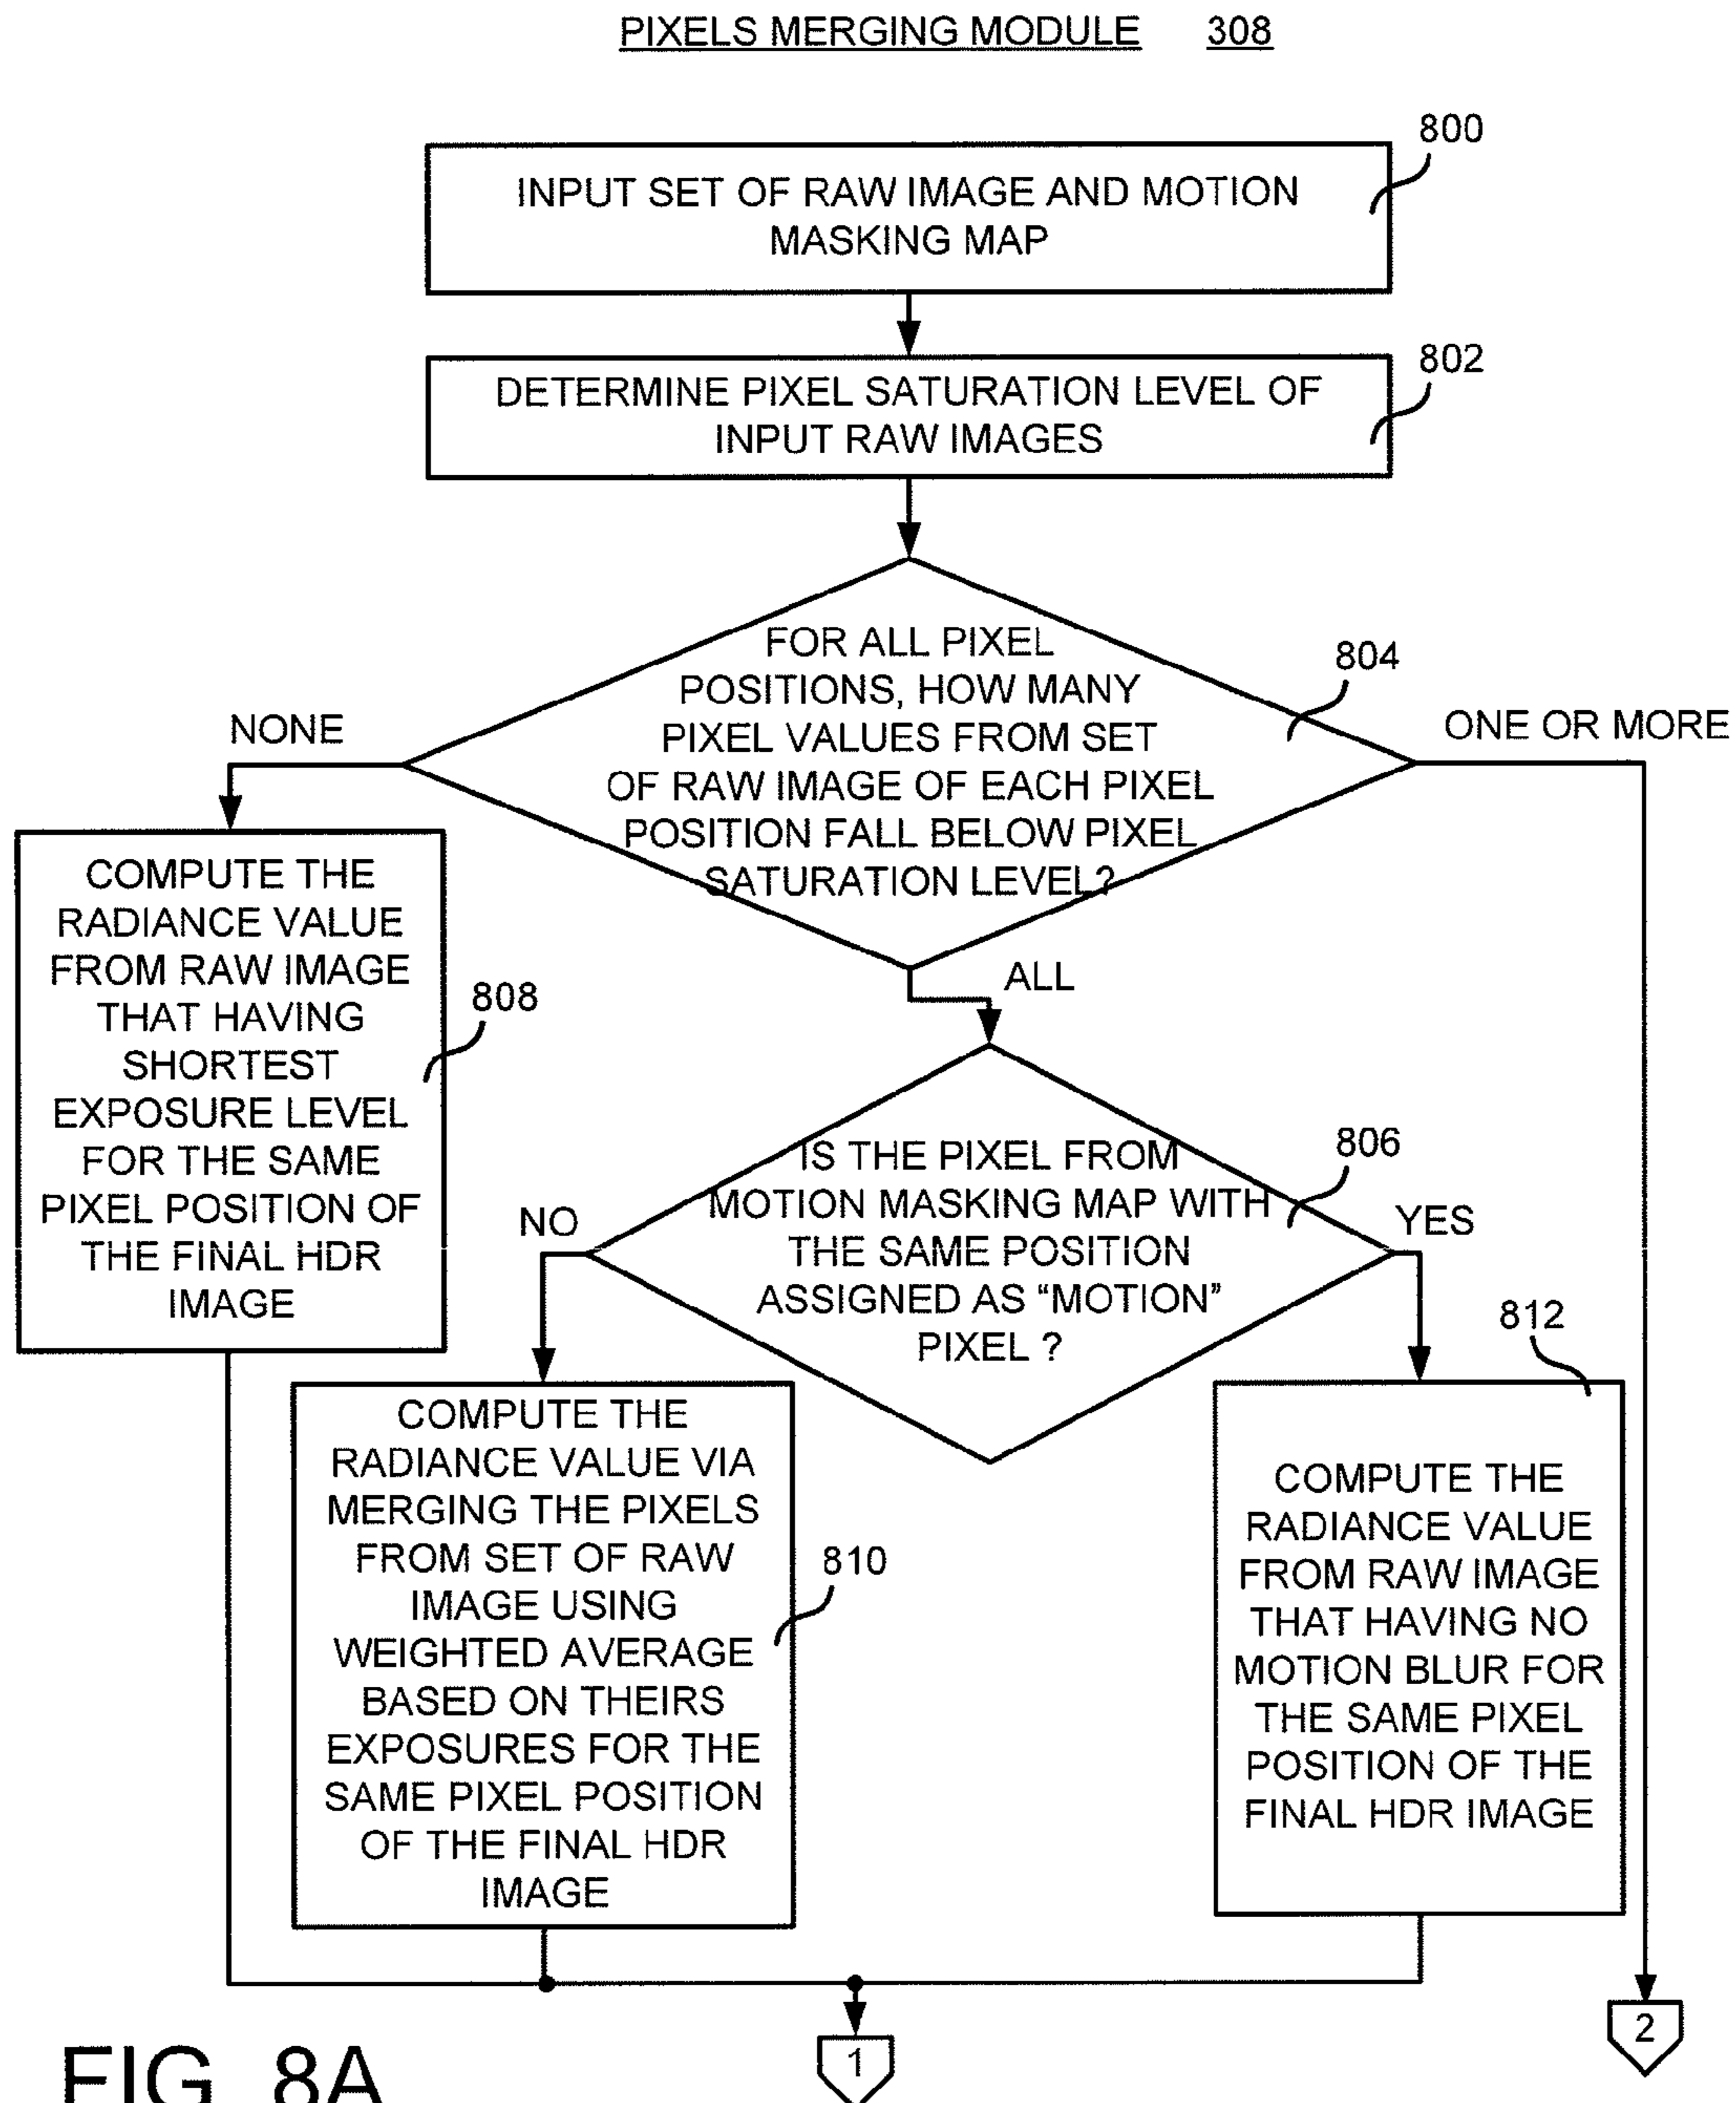 PIXELS MERGING MODULE 308
800
INPUT SET OF RAW IMAGE AND MOTION
MASKING MAP
802
DETERMINE PIXEL SATURATION LEVEL OF
INPUT RAW IMAGES
804
FOR ALL PIXEL
POSITIONS, HOW MANY
PIXEL VALUES FROM SET
OF RAW IMAGE OF EACH PIXEL
POSITION FALL BELOW PIXEL
SATURATION LEVEL?
NONE
ONE OR MORE
ALL
808
COMPUTE THE
RADIANCE VALUE
FROM RAW IMAGE
THAT HAVING
SHORTEST
EXPOSURE LEVEL
FOR THE SAME
PIXEL POSITION OF
THE FINAL HDR
IMAGE
806
IS THE PIXEL FROM
MOTION MASKING MAP WITH
THE SAME POSITION
ASSIGNED AS “MOTION”
PIXEL ?
NO
YES
810
COMPUTE THE
RADIANCE VALUE VIA
MERGING THE PIXELS
FROM SET OF RAW
IMAGE USING
WEIGHTED AVERAGE
BASED ON THEIRS
EXPOSURES FOR THE
SAME PIXEL POSITION
OF THE FINAL HDR
IMAGE
812
COMPUTE THE
RADIANCE VALUE
FROM RAW IMAGE
THAT HAVING NO
MOTION BLUR FOR
THE SAME PIXEL
POSITION OF THE
FINAL HDR IMAGE
1
2
FIG. 8A